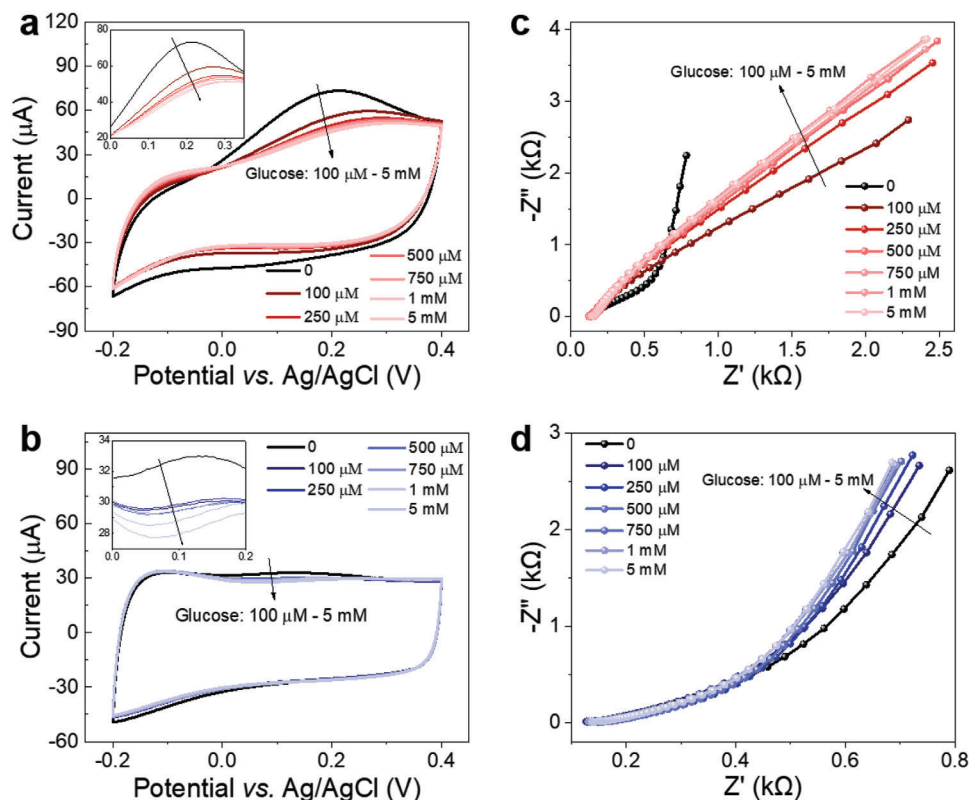 a
120
90
60
30
0
-30
-60
-90
Current (μA)
80
60
40
20
0.0 0.1 0.2 0.3
Glucose: 100 μM - 5 mM
0
100 μM
250 μM
500 μM
750 μM
1 mM
5 mM
-0.2 0.0 0.2 0.4
Potential vs. Ag/AgCl (V)
c
4
3
2
1
0
-Z" (kΩ)
Glucose: 100 μM - 5 mM
0
100 μM
250 μM
500 μM
750 μM
1 mM
5 mM
0.0 0.5 1.0 1.5 2.0 2.5
Z' (kΩ)
b
90
60
30
0
-30
-60
Current (μA)
34
32
30
28
0.0 0.1 0.2
0
100 μM
250 μM
500 μM
750 μM
1 mM
5 mM
Glucose: 100 μM - 5 mM
-0.2 0.0 0.2 0.4
Potential vs. Ag/AgCl (V)
d
3
2
1
0
-Z" (kΩ)
0
100 μM
250 μM
500 μM
750 μM
1 mM
5 mM
Glucose: 100 μM - 5 mM
0.2 0.4 0.6 0.8
Z' (kΩ)